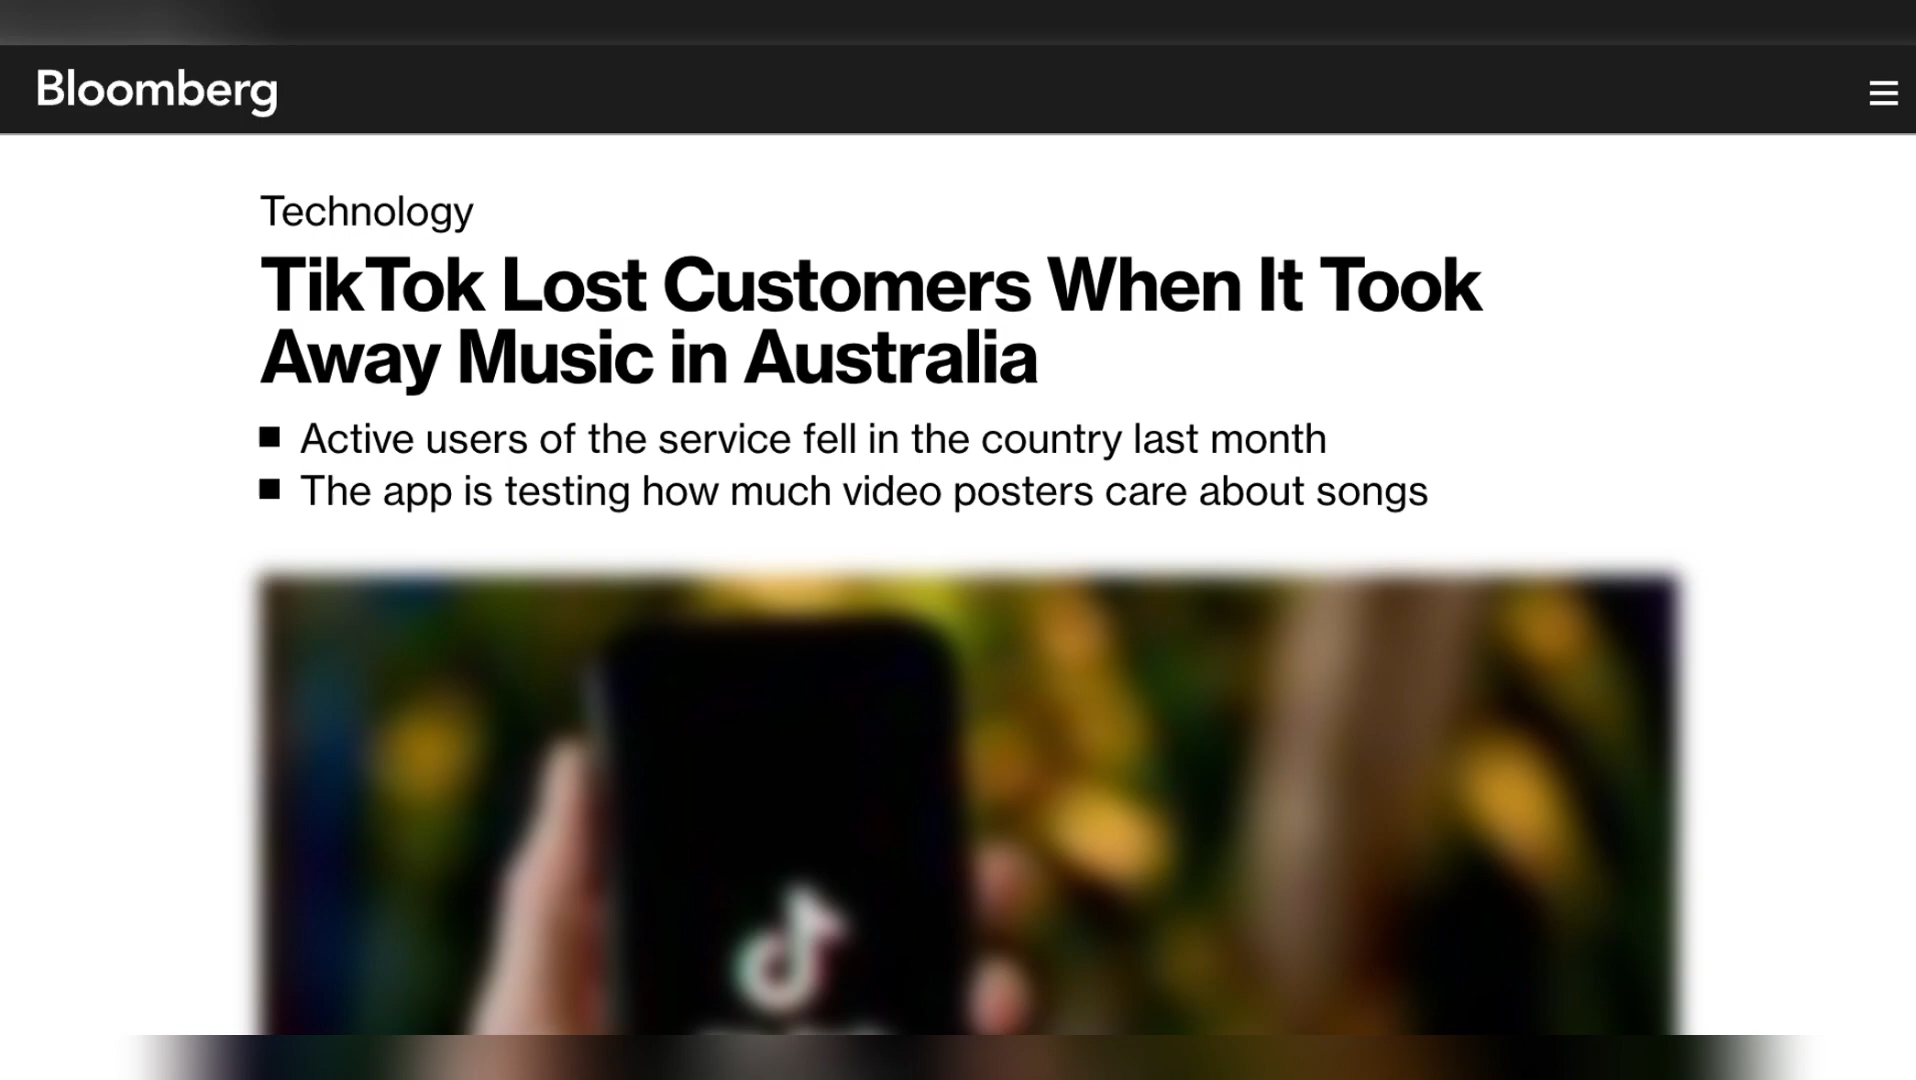 Bloomberg
Technology
TikTok Lost Customers When It Took
Away Music in Australia
■ Active users of the service fell in the country last month
■ The app is testing how much video posters care about songs